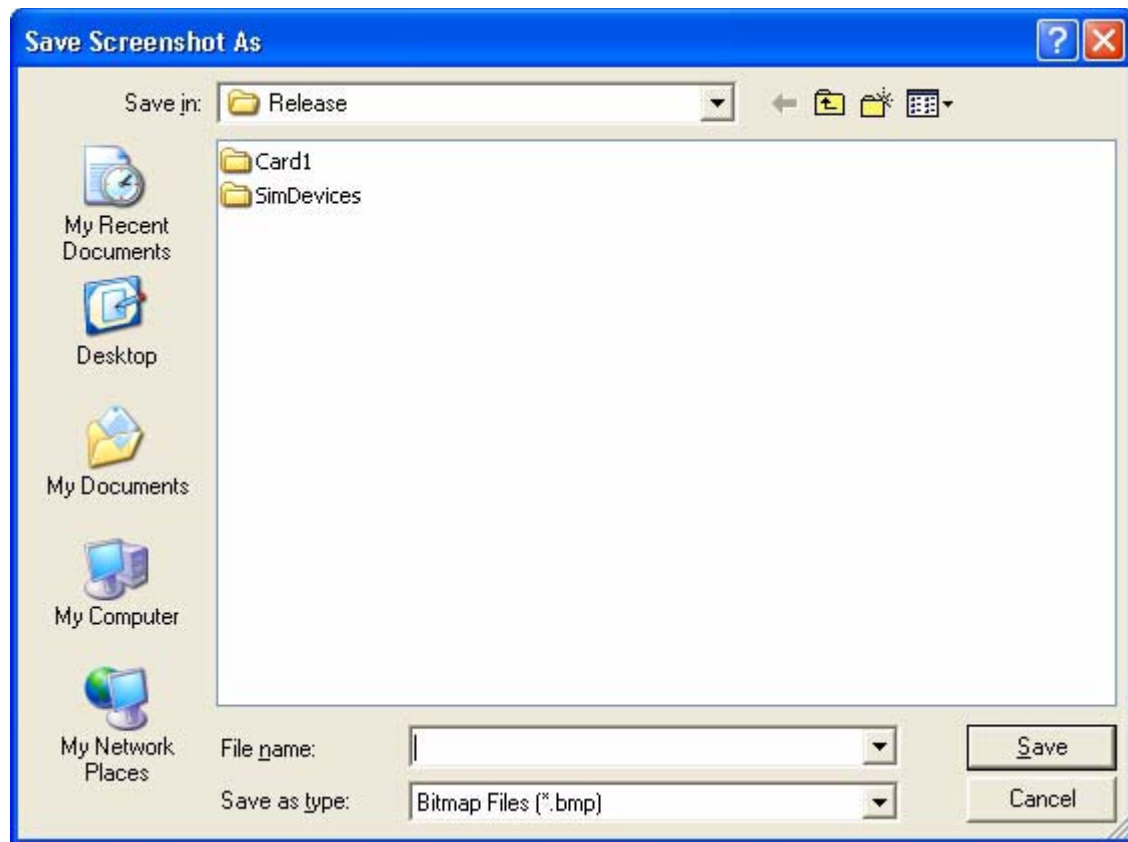 Save Screenshot As
Save in:
Release
Card1
SimDevices
My Recent
Documents
Desktop
My Documents
My Computer
My Network
Places
File name:
Save
Save as type:
Bitmap Files (*.bmp)
Cancel